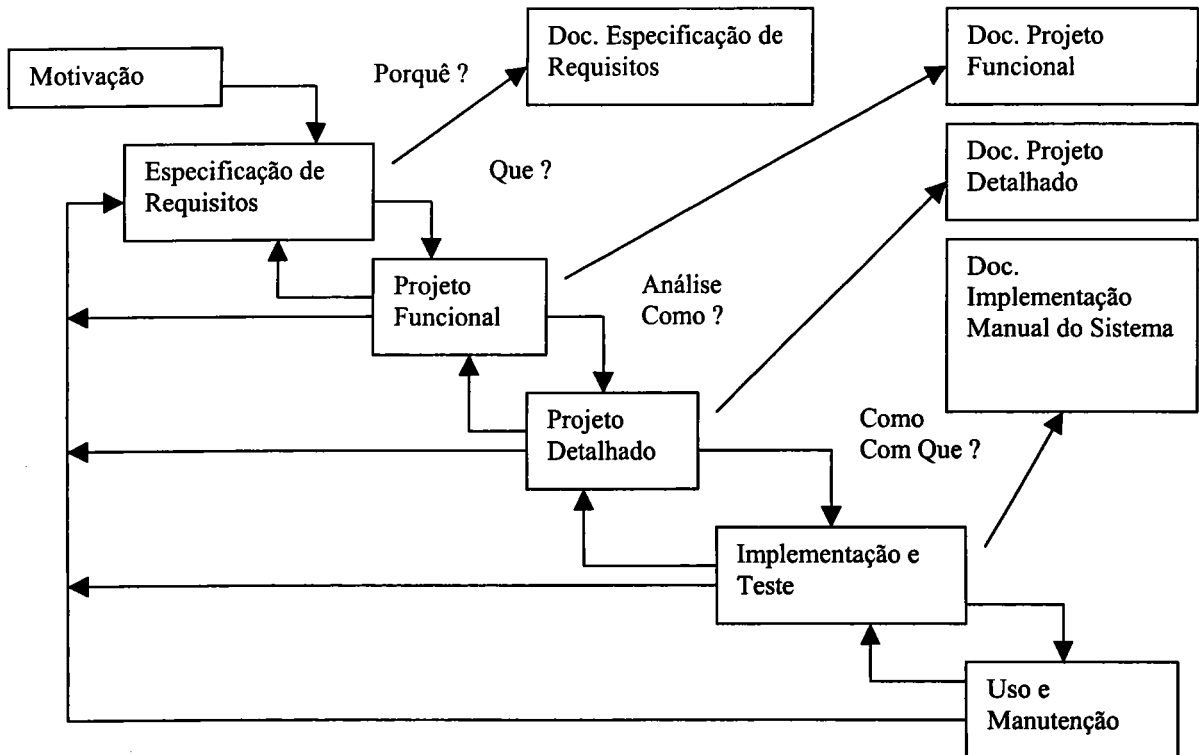 Motivação
Porquê ?
Doc. Especificação de
Requisitos
Doc. Projeto
Funcional
Especificação de
Requisitos
Que ?
Doc. Projeto
Detalhado
Projeto
Funcional
Análise
Como ?
Doc.
Implementação
Manual do Sistema
Projeto
Detalhado
Como
Com Que ?
Implementação e
Teste
Uso e
Manutenção